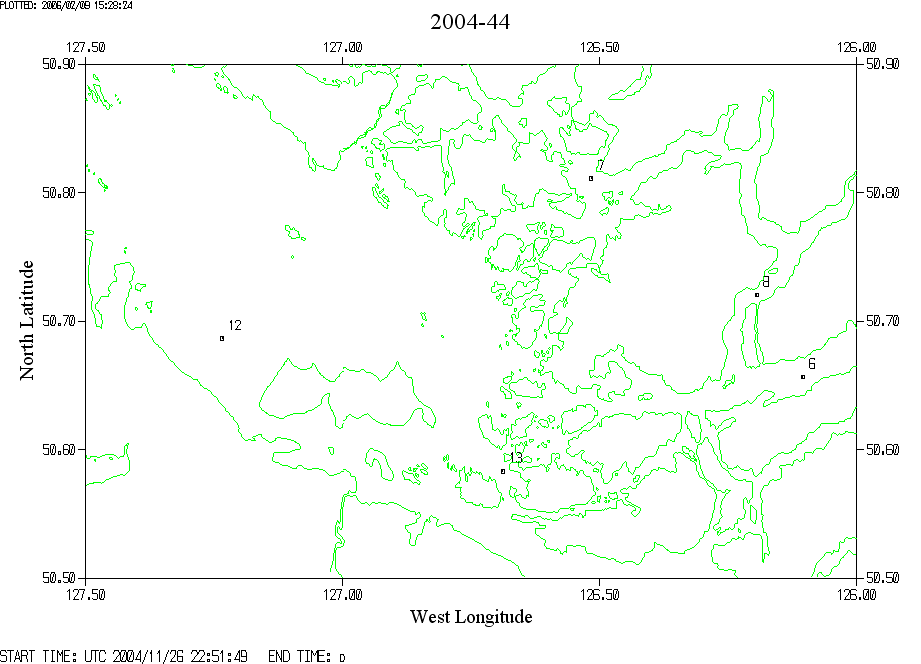 PLOTTED: 2006/02/09 15:28:24
2004-44
127.50 127.00 126.50 126.00
50.90 50.90
7
50.80 50.80
3
50.70 50.70
12
6
50.60 50.60
13
50.50 50.50
127.50 127.00 126.50 126.00
North Latitude
West Longitude
START TIME: UTC 2004/11/26 22:51:49 END TIME: 0